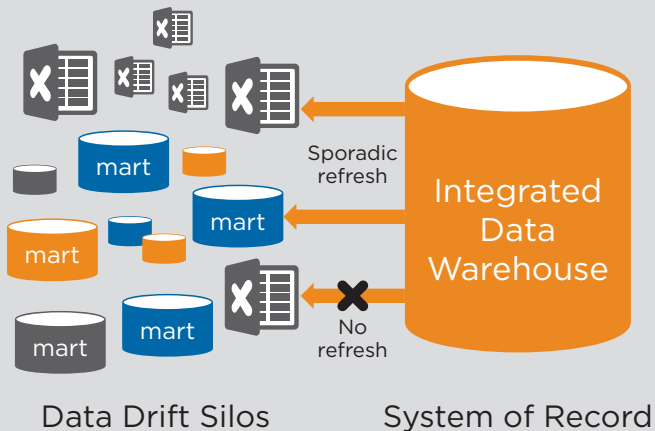 X
X
X
X
X
mart
Sporadic
refresh
mart
mart
Integrated
Data
Warehouse
X
mart
mart
No
refresh
Data Drift Silos
System of Record